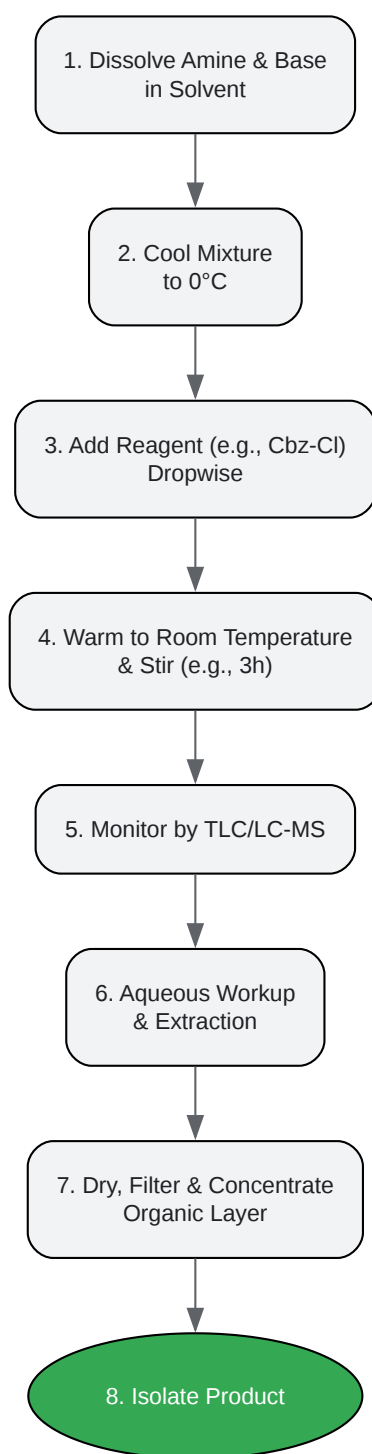 1. Dissolve Amine & Base
in Solvent
2. Cool Mixture
to 0°C
3. Add Reagent (e.g., Cbz-Cl)
Dropwise
4. Warm to Room Temperature
& Stir (e.g., 3h)
5. Monitor by TLC/LC-MS
6. Aqueous Workup
& Extraction
7. Dry, Filter & Concentrate
Organic Layer
8. Isolate Product